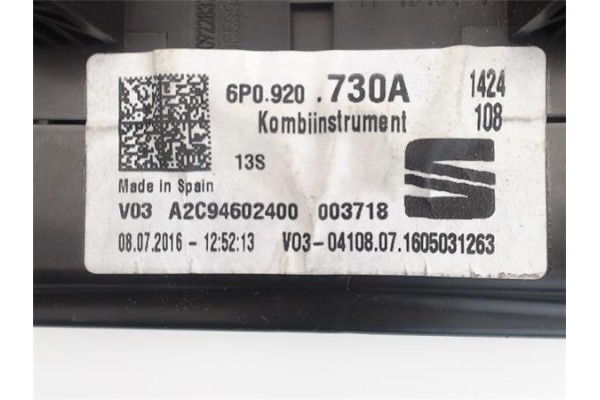 6P0.920 .730A 1424
Kombiinstrument 108
13S
Made in Spain
V03 A2C94602400 003718
08.07.2016 - 12:52:13 V03-04108.07.1605031263